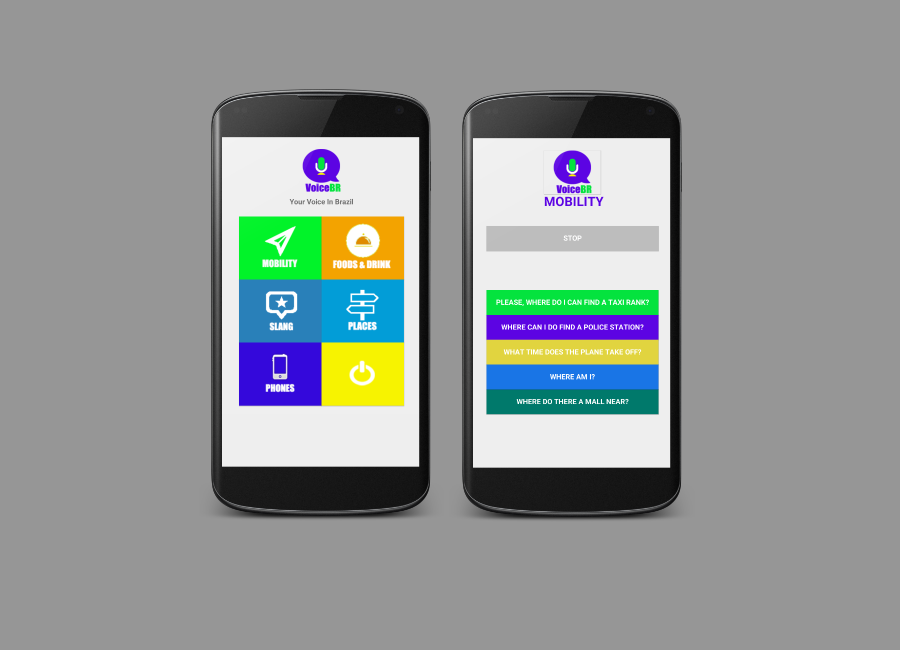 VoiceBR
Your Voice In Brazil
MOBILITY
FOODS & DRINK
SLANG
PLACES
PHONES
VoiceBR
MOBILITY
STOP
PLEASE, WHERE DO I CAN FIND A TAXI RANK?
WHERE CAN I DO FIND A POLICE STATION?
WHAT TIME DOES THE PLANE TAKE OFF?
WHERE AM I?
WHERE DO THERE A MALL NEAR?